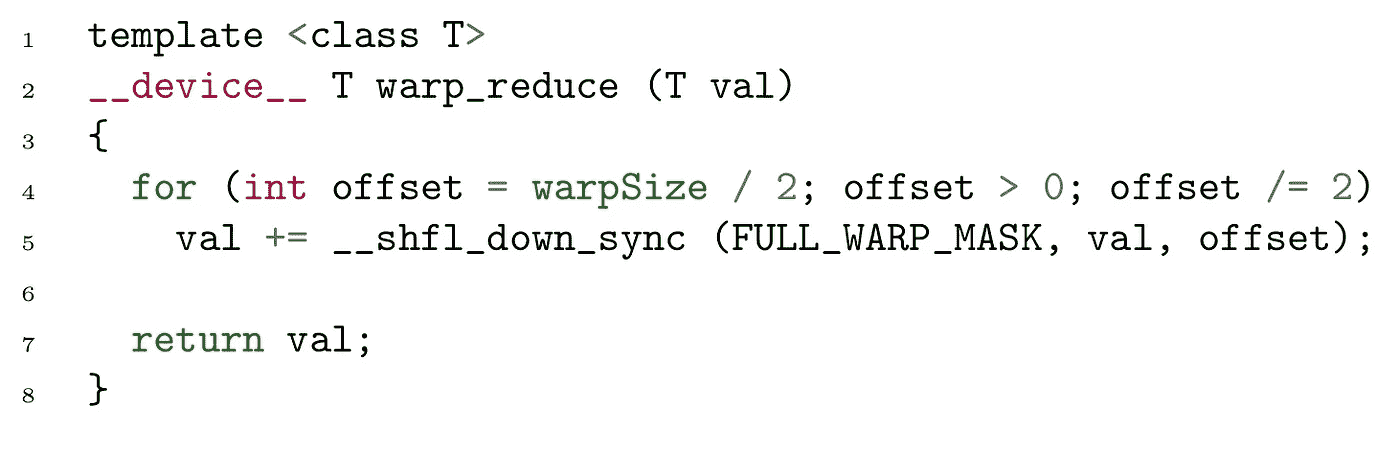 1 template <class T>
2 __device__ T warp_reduce (T val)
3 {
4 for (int offset = warpSize / 2; offset > 0; offset /= 2)
5 val += __shfl_down_sync (FULL_WARP_MASK, val, offset);
6
7 return val;
8 }